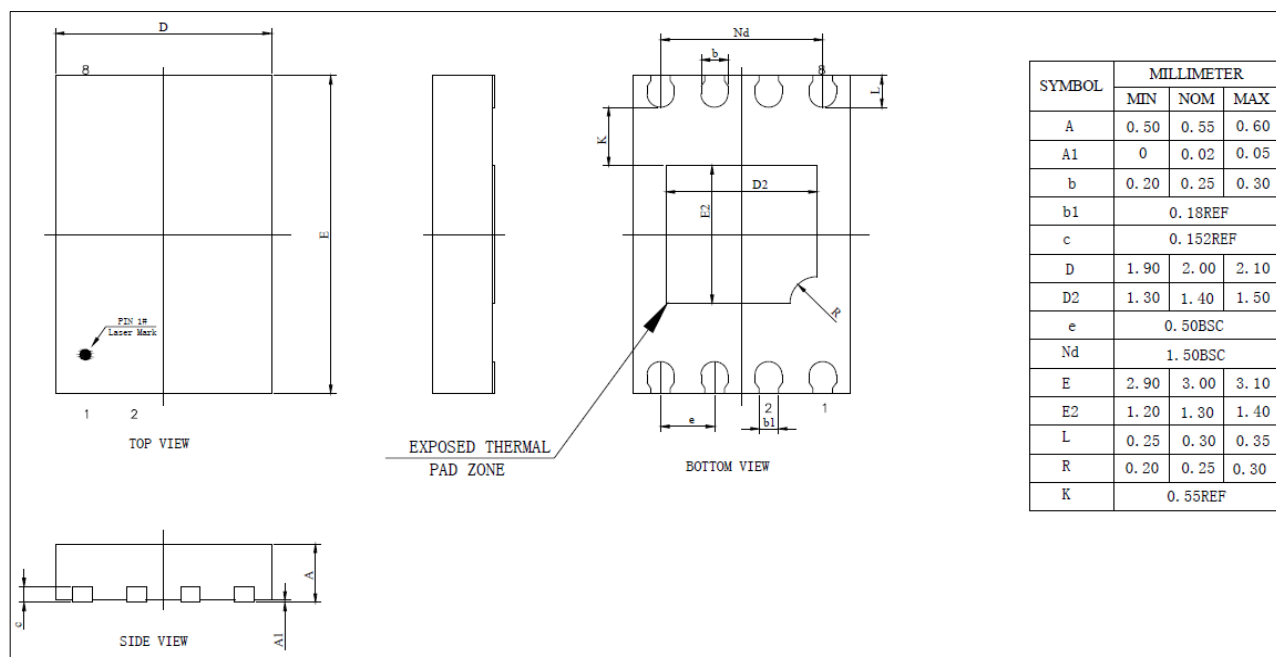 D
8
E
PIN 1#
Laser Mark
1 2
TOP VIEW
Nd
b
8
L
K
D2
E2
R
2 1
e
b1
EXPOSED THERMAL
PAD ZONE
BOTTOM VIEW
A
c
A1
SIDE VIEW
SYMBOL MILLIMETER
MIN NOM MAX
A 0.50 0.55 0.60
A1 0 0.02 0.05
b 0.20 0.25 0.30
b1 0.18REF
c 0.152REF
D 1.90 2.00 2.10
D2 1.30 1.40 1.50
e 0.50BSC
Nd 1.50BSC
E 2.90 3.00 3.10
E2 1.20 1.30 1.40
L 0.25 0.30 0.35
R 0.20 0.25 0.30
K 0.55REF